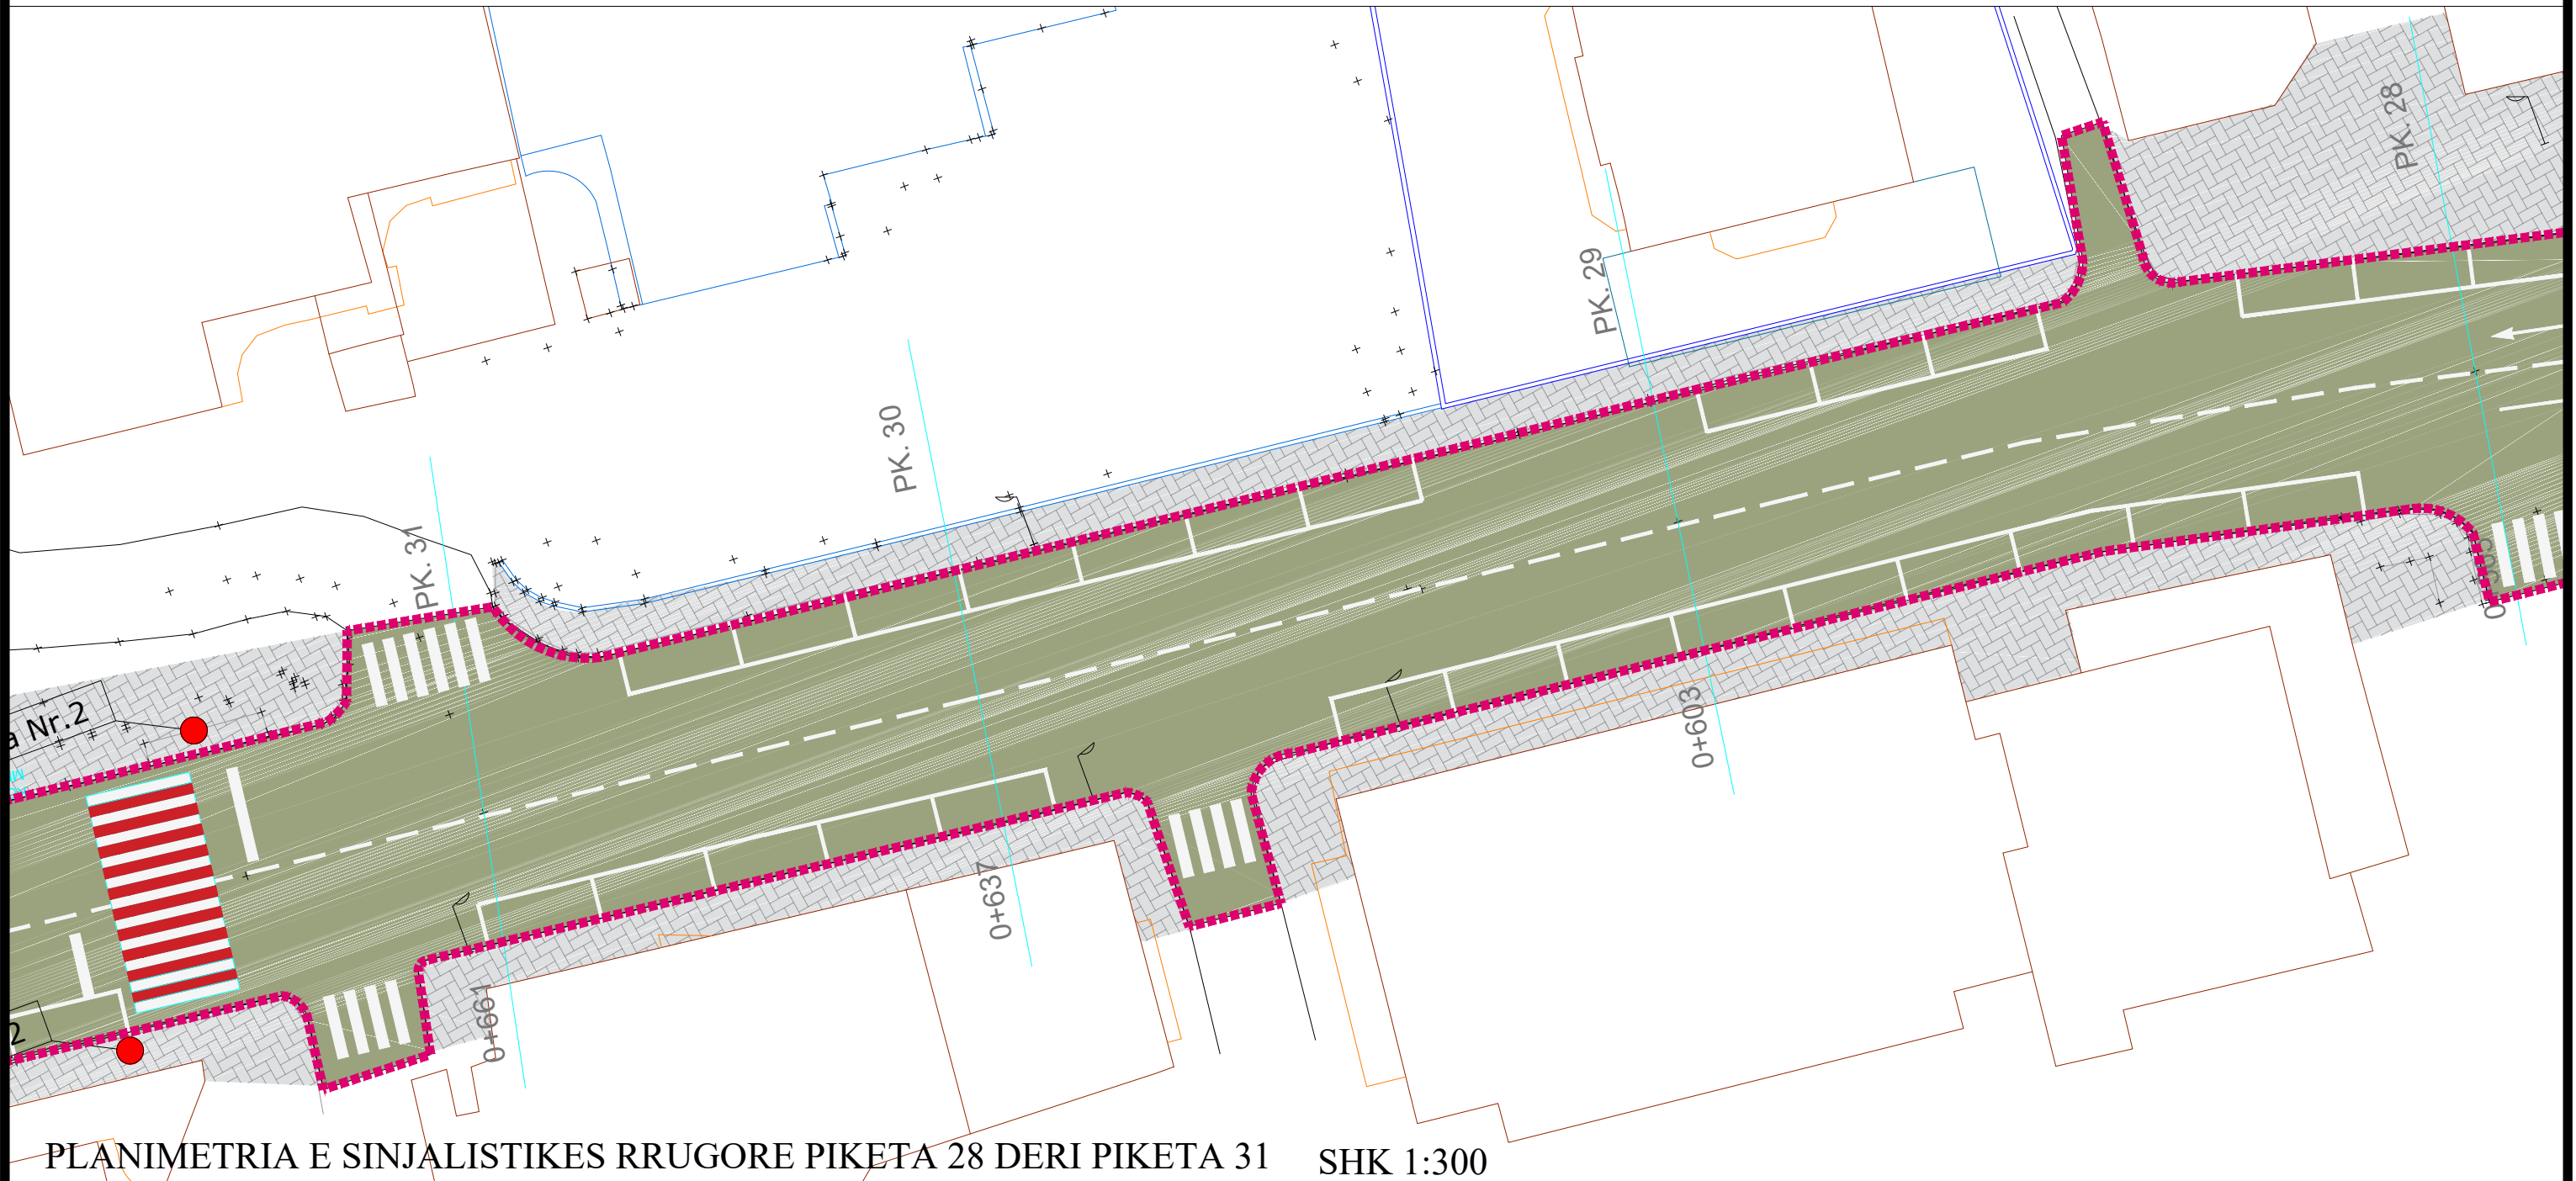 PK. 28
PK. 29
PK. 30
PK. 31
a Nr.2
2
0+603
0+637
0+661
PLANIMETRIA E SINJALISTIKES RRUGORE PIKETA 28 DERI PIKETA 31 SHK 1:300